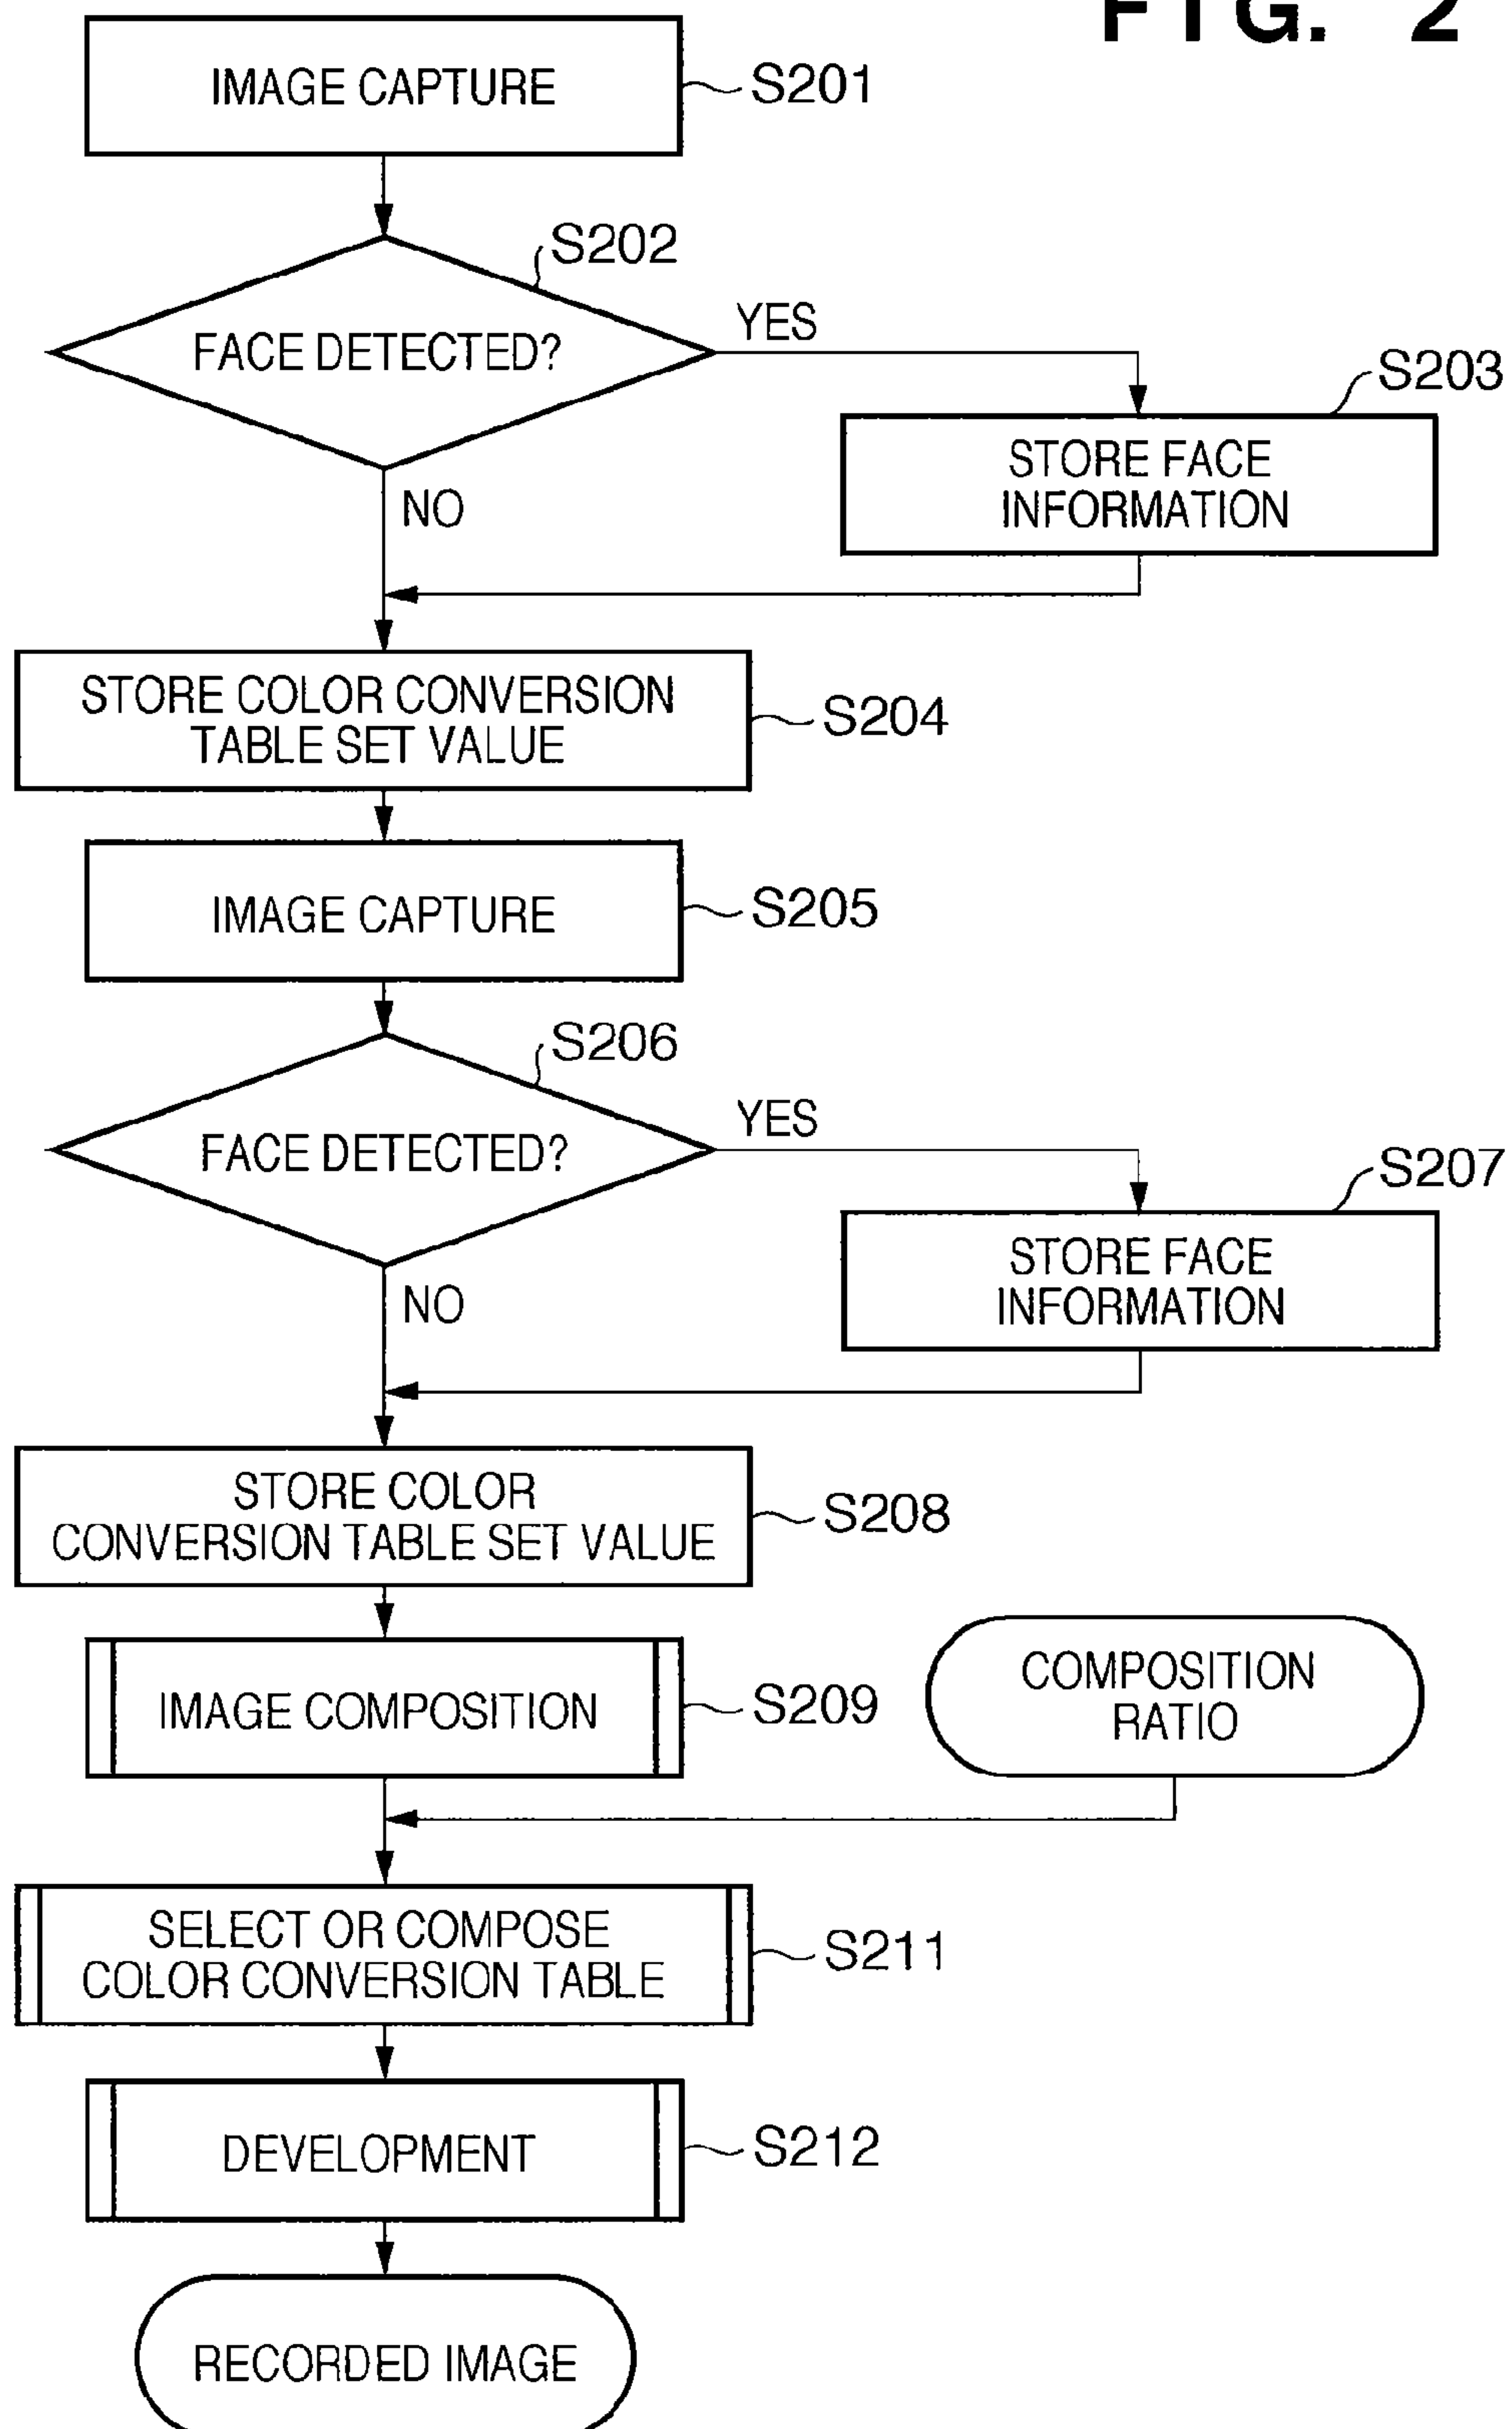 FIG. 2
IMAGE CAPTURE
S201
S202
FACE DETECTED?
YES
S203
STORE FACE
INFORMATION
NO
STORE COLOR CONVERSION
TABLE SET VALUE
S204
IMAGE CAPTURE
S205
S206
FACE DETECTED?
YES
S207
STORE FACE
INFORMATION
NO
STORE COLOR
CONVERSION TABLE SET VALUE
S208
IMAGE COMPOSITION
S209
COMPOSITION
RATIO
SELECT OR COMPOSE
COLOR CONVERSION TABLE
S211
DEVELOPMENT
S212
RECORDED IMAGE